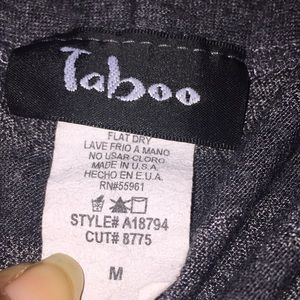 Taboo
FLAT DRY
LAVE FRIO A MANO
NO USAR CLORO
MADE IN U.S.A.
HECHO EN E.U.A.
RN#55961
STYLE# A18794
CUT# 8775
M